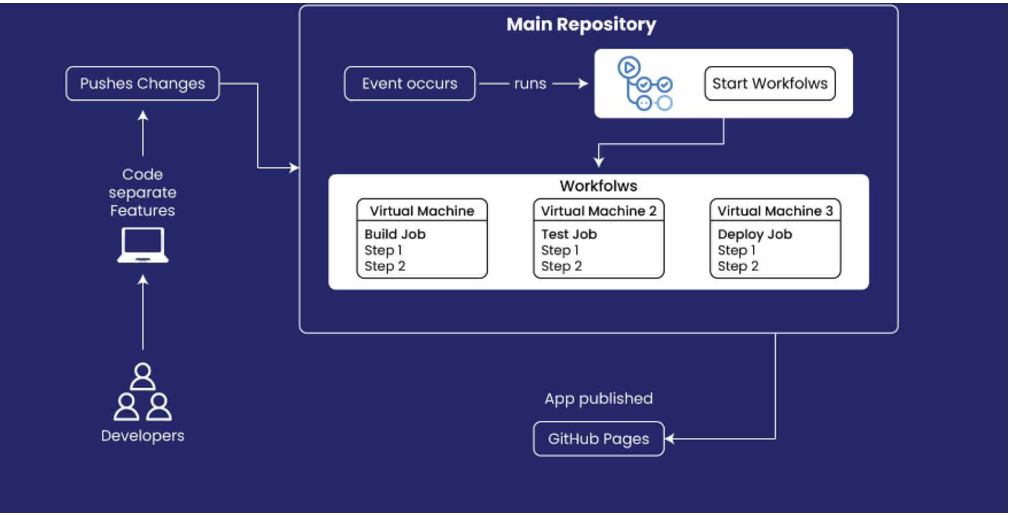 Main Repository
Pushes Changes
Event occurs
runs
Start Workfolws
Code
separate
Features
Workfolws
Virtual Machine
Build Job
Step 1
Step 2
Virtual Machine 2
Test Job
Step 1
Step 2
Virtual Machine 3
Deploy Job
Step 1
Step 2
Developers
App published
GitHub Pages